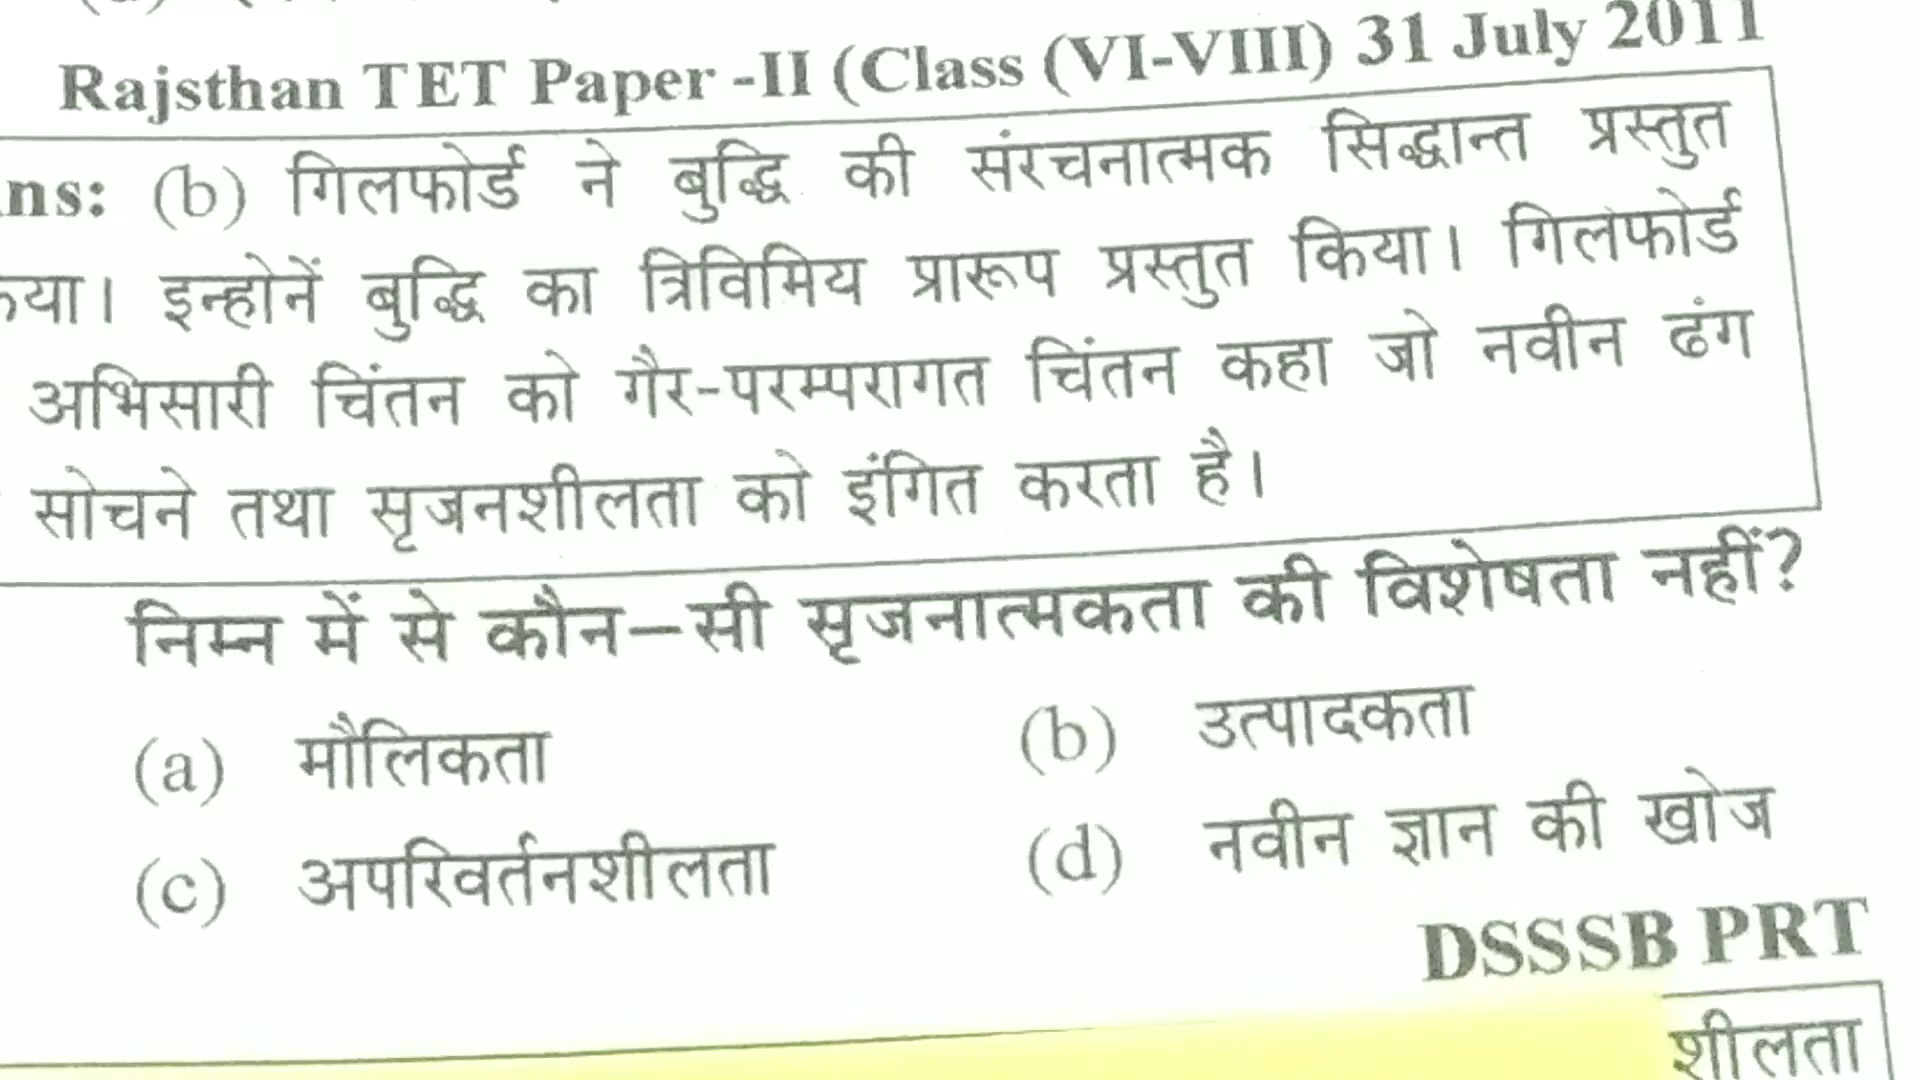 Rajsthan TET Paper -II (Class (VI-VIII) 31 July 2011
ns: (b) गिलफोर्ड ने बुद्धि की संरचनात्मक सिद्धान्त प्रस्तुत
या। इन्होनें बुद्धि का त्रिविमिय प्रारूप प्रस्तुत किया। गिलफोर्ड
अभिसारी चिंतन को गैर-परम्परागत चिंतन कहा जो नवीन ढंग
सोचने तथा सृजनशीलता को इंगित करता है।
निम्न में से कौन–सी सृजनात्मकता की विशेषता नहीं?
(a) मौलिकता (b) उत्पादकता
(c) अपरिवर्तनशीलता (d) नवीन ज्ञान की खोज
DSSSB PRT
शीलता